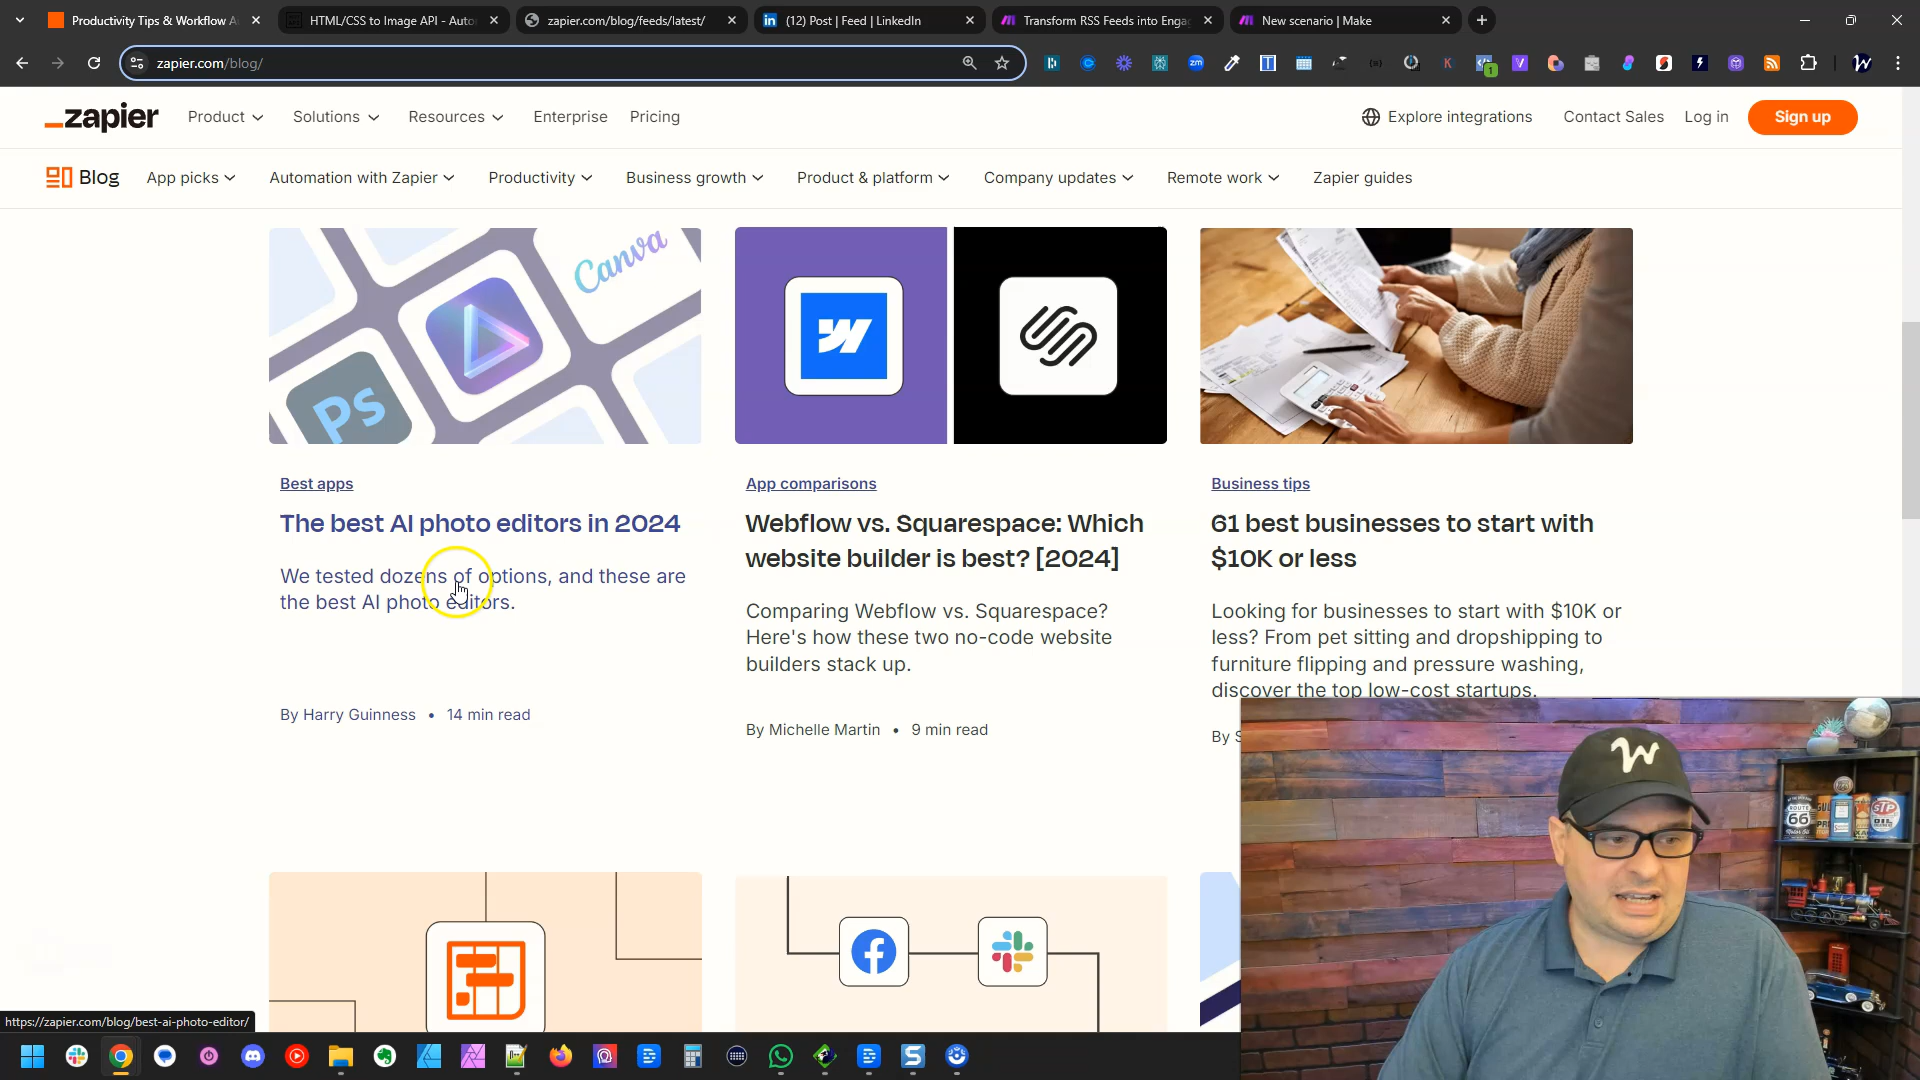 Productivity Tips & Workflow A
HTML/CSS to Image API - Auto
zapier.com/blog/feeds/latest/
(12) Post | Feed | LinkedIn
Transform RSS Feeds into Enga
New scenario | Make
zapier.com/blog/
zapier
Product
Solutions
Resources
Enterprise
Pricing
Explore integrations
Contact Sales
Log in
Sign up
Blog
App picks
Automation with Zapier
Productivity
Business growth
Product & platform
Company updates
Remote work
Zapier guides
Canva
Ps
Best apps
The best AI photo editors in 2024
We tested dozens of options, and these are
the best AI photo editors.
By Harry Guinness • 14 min read
App comparisons
Webflow vs. Squarespace: Which
website builder is best? [2024]
Comparing Webflow vs. Squarespace?
Here's how these two no-code website
builders stack up.
By Michelle Martin • 9 min read
Business tips
61 best businesses to start with
$10K or less
Looking for businesses to start with $10K or
less? From pet sitting and dropshipping to
furniture flipping and pressure washing,
discover the top low-cost startups.
By S
ROUTE
66
GULF
STP
OIL
https://zapier.com/blog/best-ai-photo-editor/